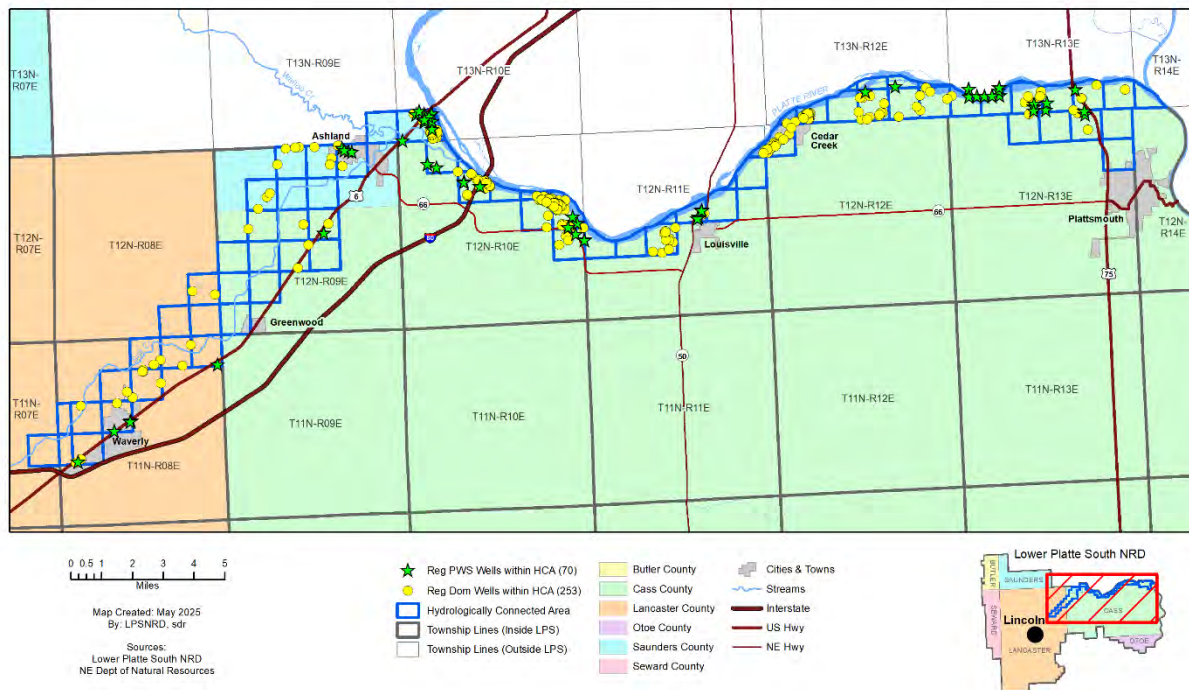 T13N-
R07E
T13N-R09E
T13N-R10E
T13N-R12E
T13N-R13E
T13N-
R14E
Wahoo Cr
PLATTE RIVER
Ashland
6
66
80
Cedar
Creek
T12N-R11E
T12N-R12E
66
T12N-R13E
Plattsmouth
T12N-
R14E
T12N-
R07E
T12N-R08E
T12N-R10E
Louisville
T12N-R09E
75
Greenwood
50
T11N-
R07E
T11N-R09E
T11N-R10E
T11N-R11E
T11N-R12E
T11N-R13E
Waverly
T11N-R08E
0 0.5 1 2 3 4 5
Miles
Map Created: May 2025
By: LPSNRD, sdr
Sources:
Lower Platte South NRD
NE Dept of Natural Resources
Reg PWS Wells within HCA (70)
Reg Dom Wells within HCA (253)
Hydrologically Connected Area
Township Lines (Inside LPS)
Township Lines (Outside LPS)
Butler County
Cass County
Lancaster County
Otoe County
Saunders County
Seward County
Cities & Towns
Streams
Interstate
US Hwy
NE Hwy
Lower Platte South NRD
BUTLER
SAUNDERS
SEWARD
CASS
Lincoln
LANCASTER
OTOE